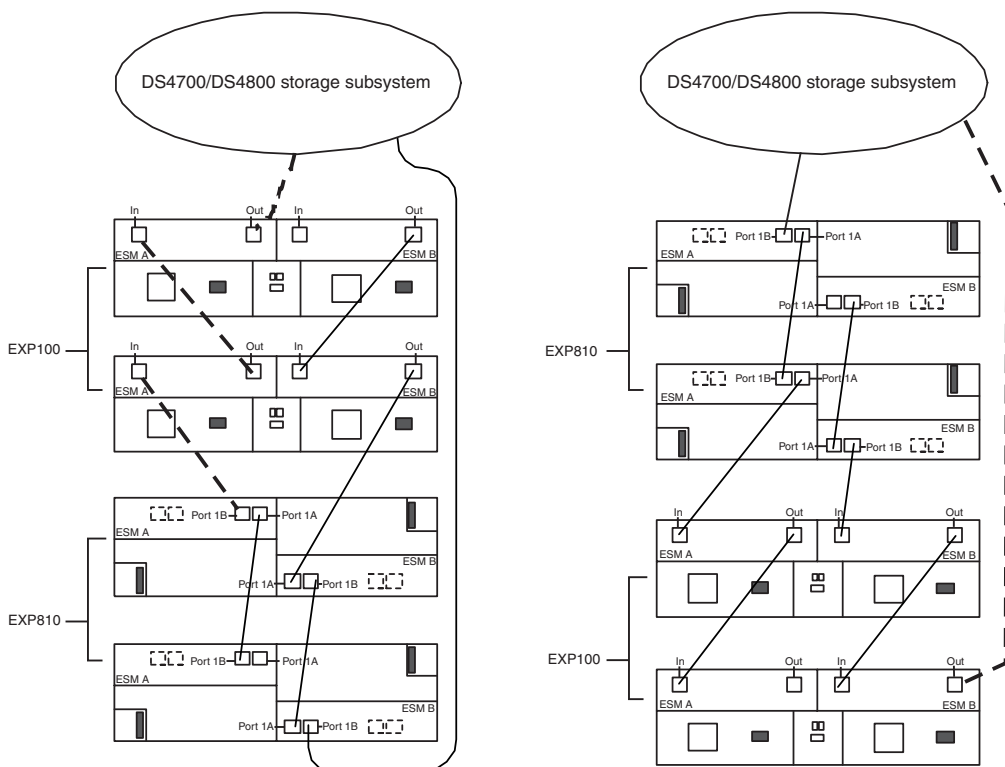 DS4700/DS4800 storage subsystem
In
Out
In
Out
ESM A
ESM B
EXP100
In
Out
In
Out
ESM A
ESM B
Port 1B
Port 1A
ESM A
ESM B
Port 1A
Port 1B
EXP810
Port 1B
Port 1A
ESM A
ESM B
Port 1A
Port 1B
DS4700/DS4800 storage subsystem
Port 1B
Port 1A
ESM A
ESM B
Port 1A
Port 1B
EXP810
Port 1B
Port 1A
ESM A
ESM B
Port 1A
Port 1B
In
Out
In
Out
ESM A
ESM B
EXP100
In
Out
In
Out
ESM A
ESM B